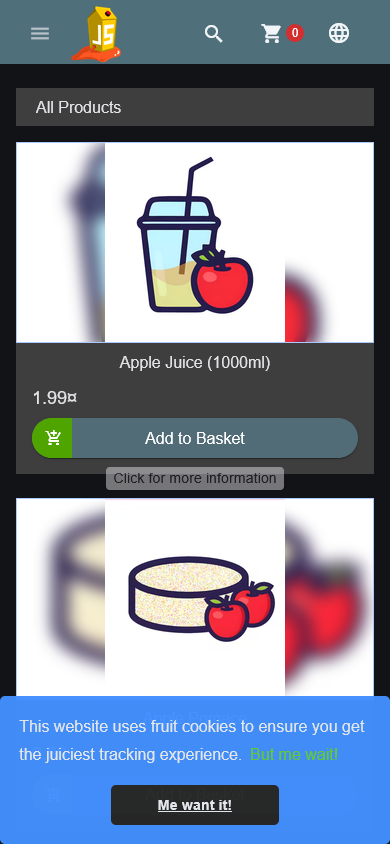 JS
0
All Products
Apple Juice (1000ml)
1.99¤
Add to Basket
Click for more information
This website uses fruit cookies to ensure you get
the juiciest tracking experience. But me wait!
Me want it!